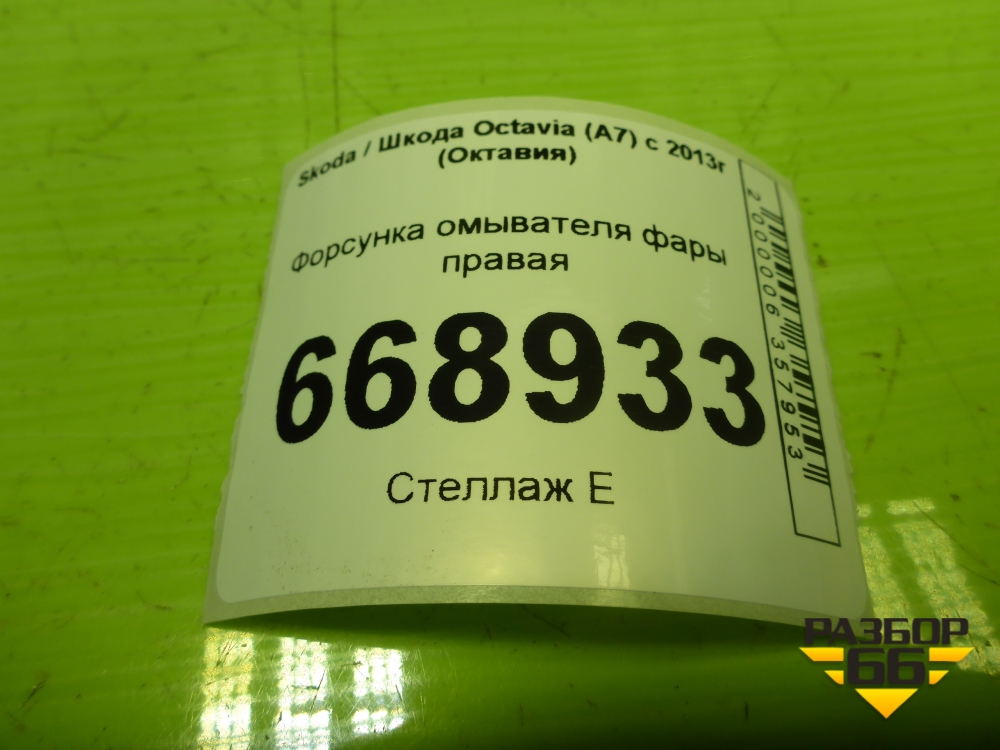 Skoda / Шкода Octavia (A7) с 2013г
(Октавия)
Форсунка омывателя фары
правая
668933
Стеллаж Е
2000006357953
РАЗБОР
66